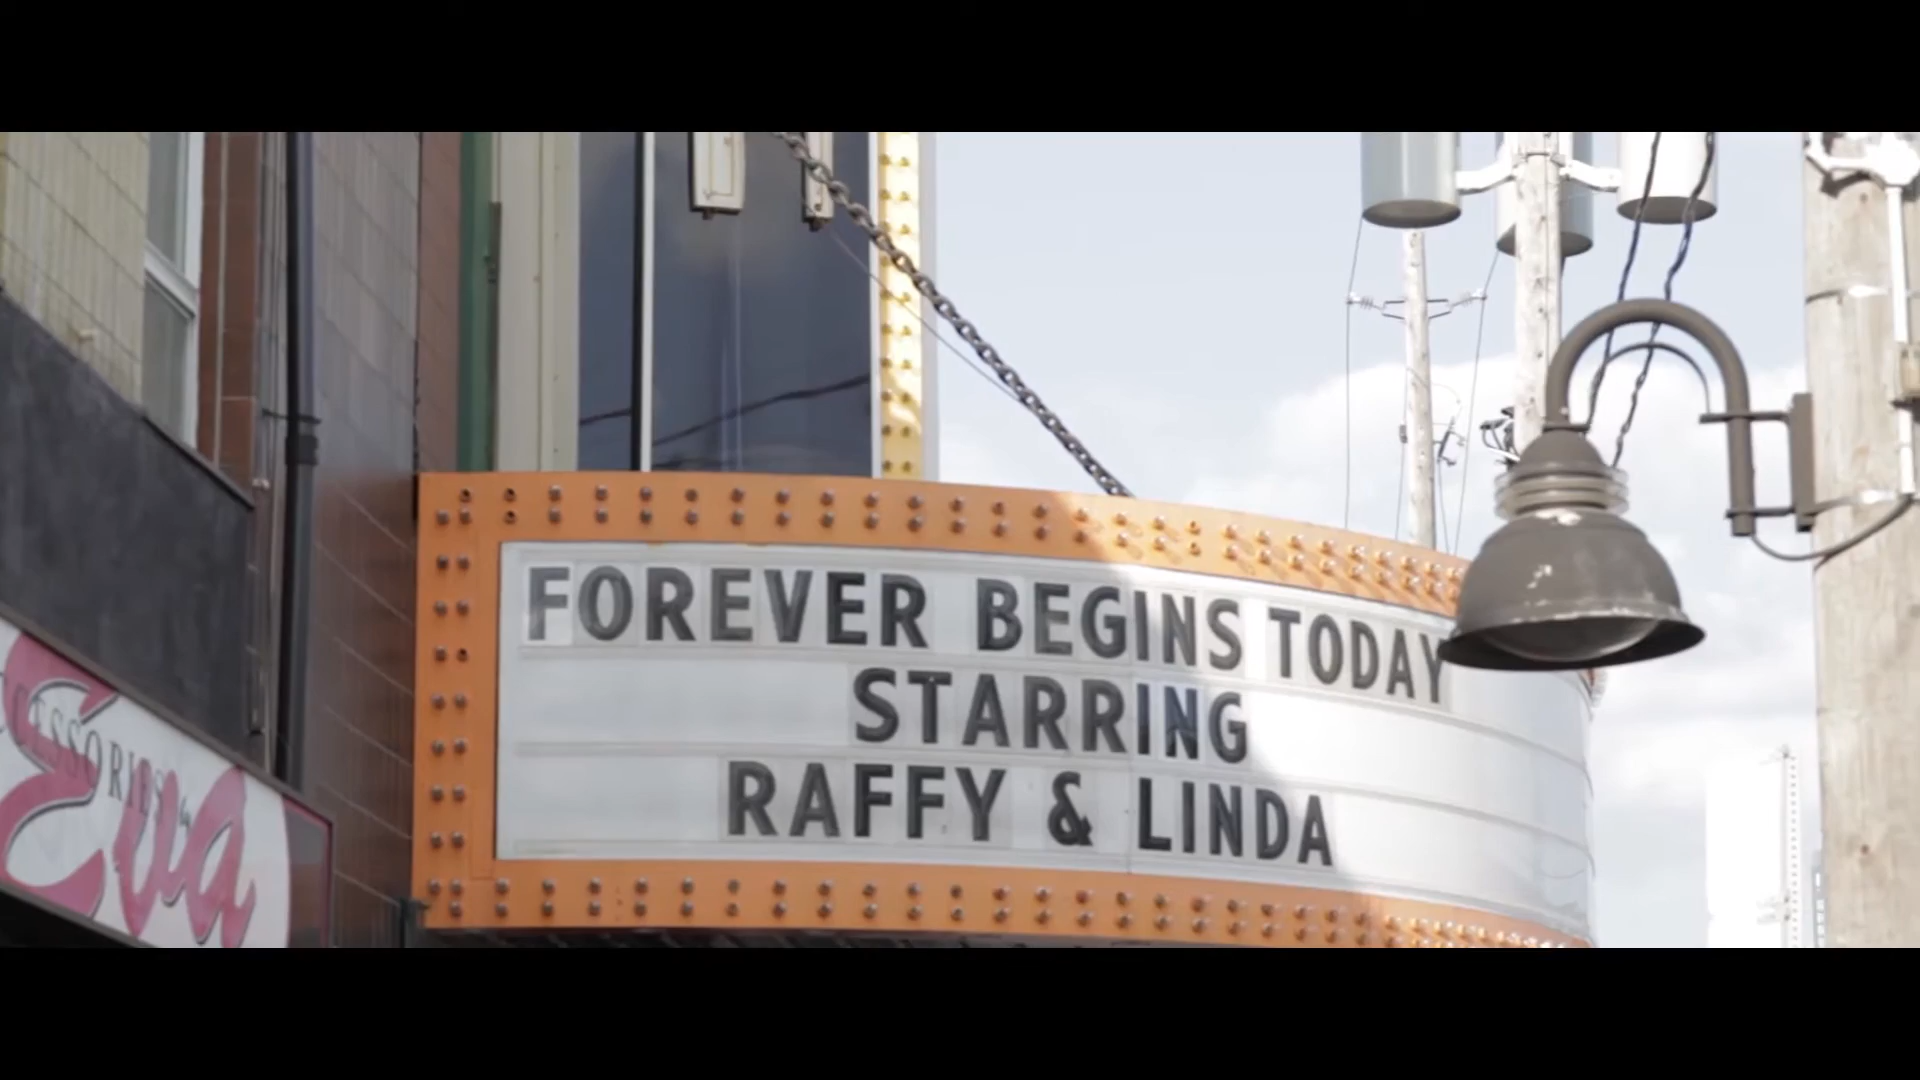 FOREVER BEGINS TODAY
STARRING
RAFFY & LINDA
Eva